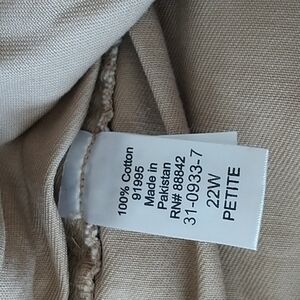 100% Cotton
91995
Made in
Pakistan
RN# 88842
31-0933-7
22W
PETITE